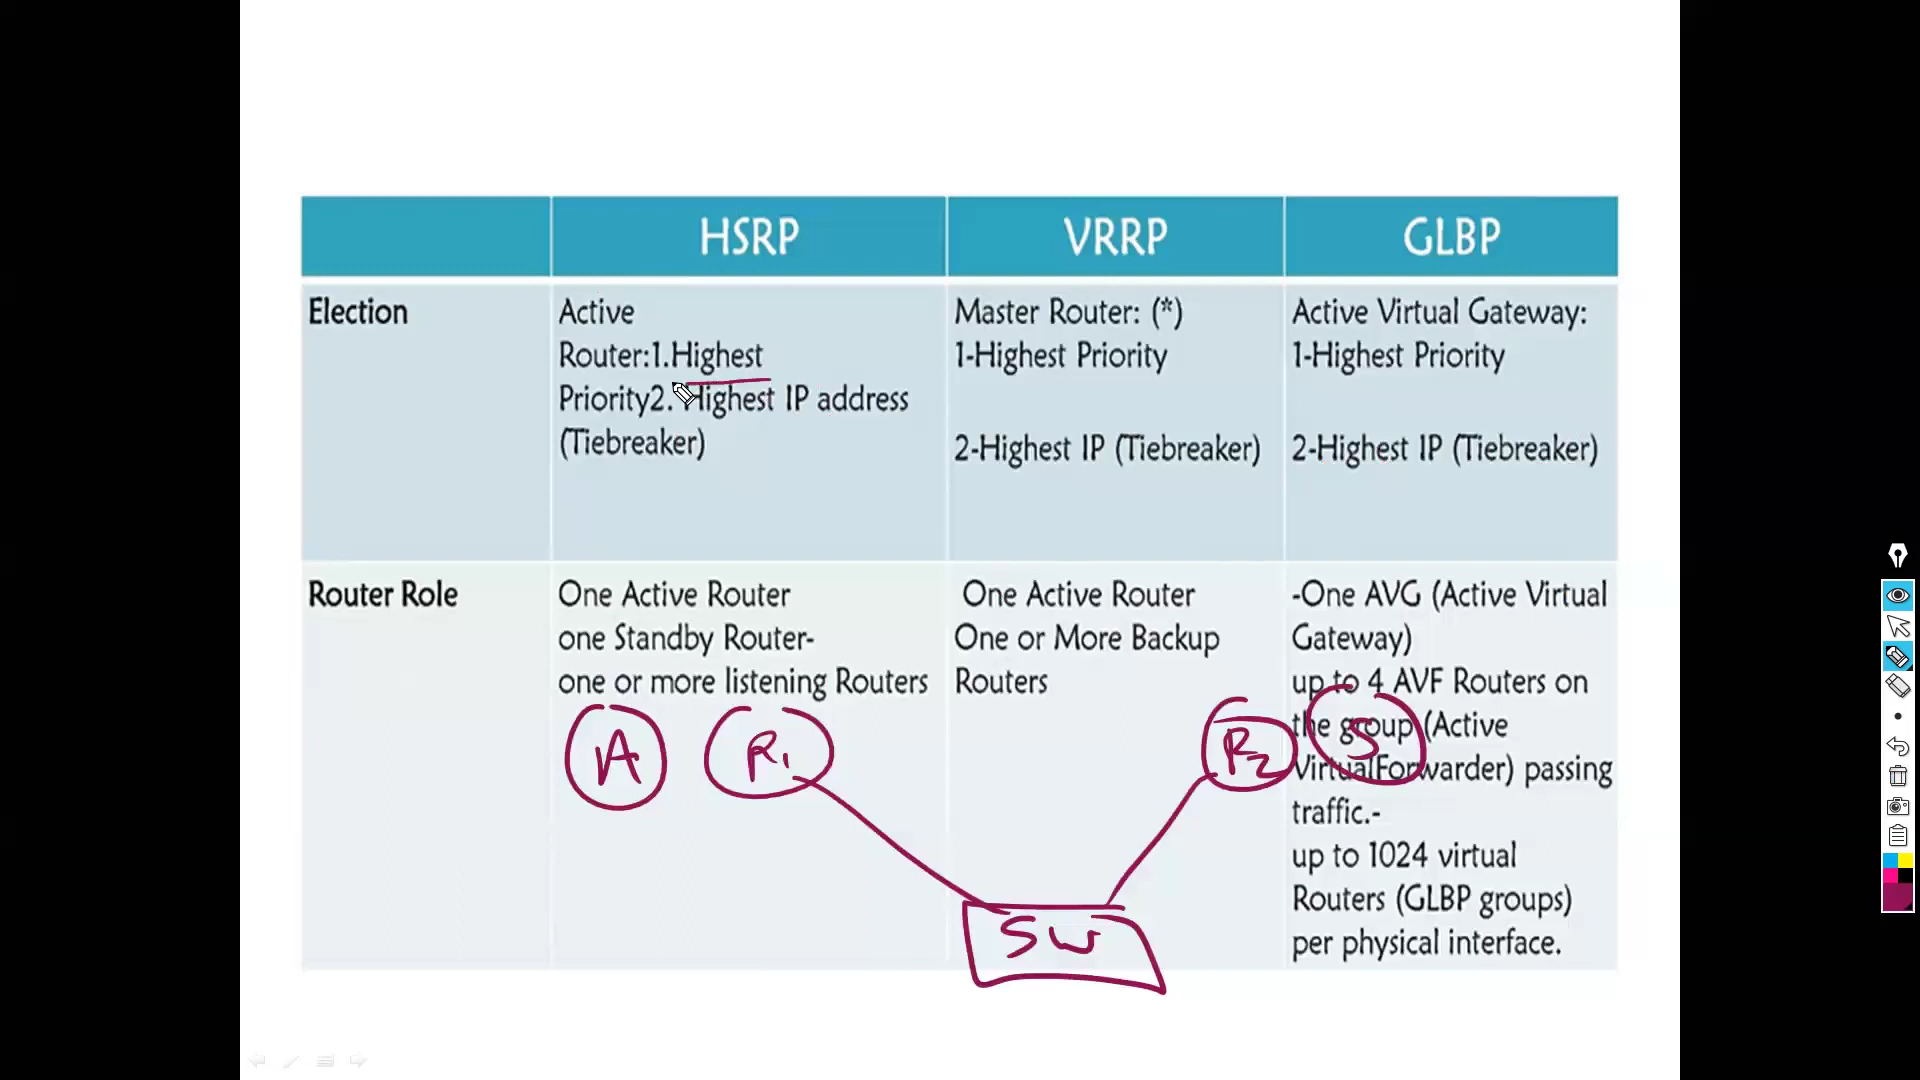 HSRP VRRP GLBP
Election
Active
Router:1.Highest
Priority2. Highest IP address
(Tiebreaker)
Master Router: (*)
1-Highest Priority
2-Highest IP (Tiebreaker)
Active Virtual Gateway:
1-Highest Priority
2-Highest IP (Tiebreaker)
Router Role
One Active Router
one Standby Router-
one or more listening Routers
One Active Router
One or More Backup
Routers
-One AVG (Active Virtual
Gateway)
up to 4 AVF Routers on
the group (Active
VirtualForwarder) passing
traffic.-
up to 1024 virtual
Routers (GLBP groups)
per physical interface.
A R1 R2 S
SW